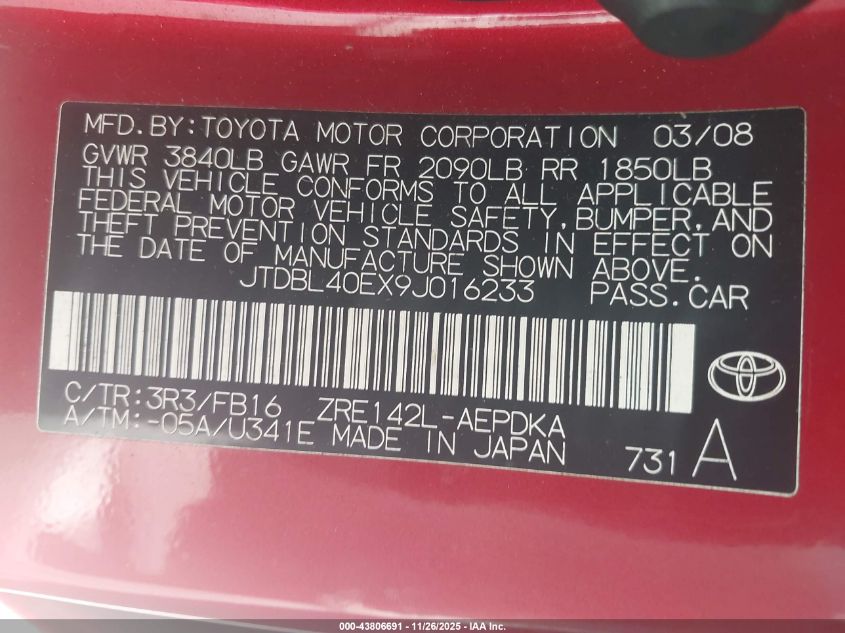 MFD.BY:TOYOTA MOTOR CORPORATION 03/08
GVWR 3840LB GAWR FR 2090LB RR 1850LB
THIS VEHICLE CONFORMS TO ALL APPLICABLE
FEDERAL MOTOR VEHICLE SAFETY,BUMPER,AND
THEFT PREVENTION STANDARDS IN EFFECT ON
THE DATE OF MANUFACTURE SHOWN ABOVE.
JTDBL40EX9J016233 PASS.CAR
C/TR:3R3/FB16 ZRE142L-AEPDKA
A/TM:-05A/U341E MADE IN JAPAN
731 A
000-43806691 - 11/26/2025 - IAA Inc.